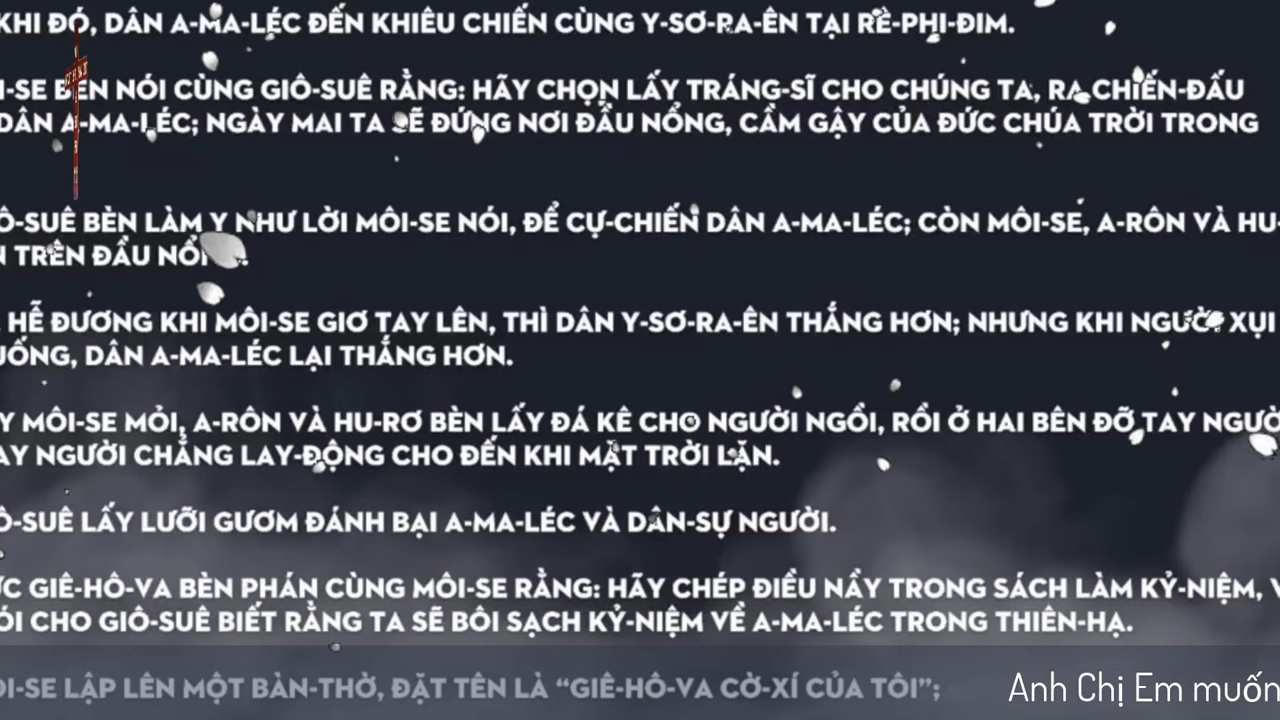 KHI ĐÓ, DÂN A-MA-LÉC ĐẾN KHIÊU CHIẾN CÙNG Y-SƠ-RA-ÊN TẠI RÊ-PHI-ĐIM.
I-SE BÈN NÓI CÙNG GIÔ-SUÊ RẰNG: HÃY CHỌN LẤY TRÁNG-SĨ CHO CHÚNG TA, RA CHIẾN-ĐẤU
DÂN A-MA-LÉC; NGÀY MAI TA SẼ ĐỨNG NƠI ĐẦU NỔNG, CẦM GẬY CỦA ĐỨC CHÚA TRỜI TRONG
Ô-SUÊ BÈN LÀM Y NHƯ LỜI MÔI-SE NÓI, ĐỂ CỰ-CHIẾN DÂN A-MA-LÉC; CÒN MÔI-SE, A-RÔN VÀ HU-
N TRÊN ĐẦU NỔNG.
HỄ ĐƯƠNG KHI MÔI-SE GIƠ TAY LÊN, THÌ DÂN Y-SƠ-RA-ÊN THẮNG HƠN; NHƯNG KHI NGƯỜI XỤI
UỐNG, DÂN A-MA-LÉC LẠI THẮNG HƠN.
Y MÔI-SE MỎI, A-RÔN VÀ HU-RƠ BÈN LẤY ĐÁ KÊ CHO NGƯỜI NGỒI, RỒI Ở HAI BÊN ĐỠ TAY NGƯỜ
AY NGƯỜI CHẲNG LAY-ĐỘNG CHO ĐẾN KHI MẶT TRỜI LẶN.
Ô-SUÊ LẤY LƯỠI GƯƠM ĐÁNH BẠI A-MA-LÉC VÀ DÂN-SỰ NGƯỜI.
ỨC GIÊ-HÔ-VA BÈN PHÁN CÙNG MÔI-SE RẰNG: HÃY CHÉP ĐIỀU NẦY TRONG SÁCH LÀM KỶ-NIỆM, V
ÓI CHO GIÔ-SUÊ BIẾT RẰNG TA SẼ BÔI SẠCH KỶ-NIỆM VỀ A-MA-LÉC TRONG THIÊN-HẠ.
ÔI-SE LẬP LÊN MỘT BÀN-THỜ, ĐẶT TÊN LÀ “GIÊ-HÔ-VA CỜ-XÍ CỦA TÔI”;
Anh Chị Em muốn